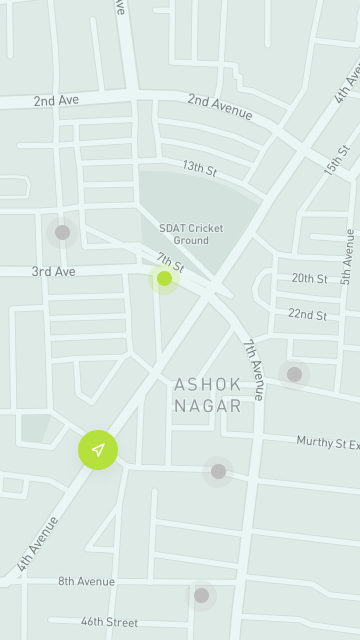 Ave
4th Aven
2nd Ave
2nd Avenue
15th St
13th St
SDAT Cricket
Ground
5th Avenue
7th St
3rd Ave
20th St
22nd St
7th Avenue
ASHOK
NAGAR
Murthy St Ex
4th Avenue
8th Avenue
46th Street